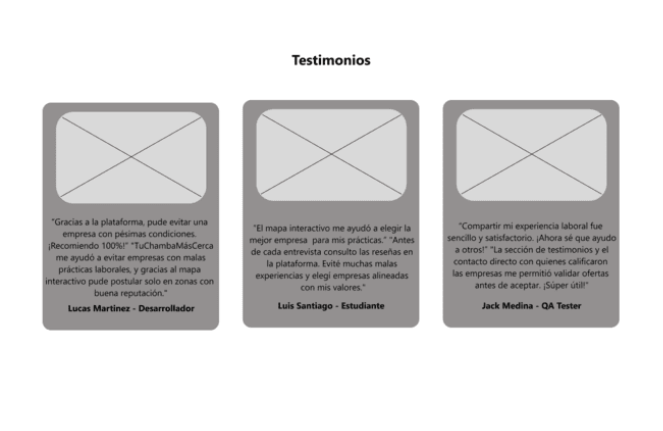 Testimonios
"Gracias a la plataforma, pude evitar una
empresa con pésimas condiciones.
¡Recomiendo 100%!" "TuChambaMásCerca
me ayudó a evitar empresas con malas
prácticas laborales, y gracias al mapa
interactivo pude postular solo en zonas con
buena reputación."
Lucas Martinez - Desarrollador
"El mapa interactivo me ayudó a elegir la
mejor empresa para mis prácticas." "Antes
de cada entrevista consulto las reseñas en
la plataforma. Evité muchas malas
experiencias y elegí empresas alineadas
con mis valores."
Luis Santiago - Estudiante
"Compartir mi experiencia laboral fue
sencillo y satisfactorio. ¡Ahora sé que ayudo
a otros!" "La sección de testimonios y el
contacto directo con quienes calificaron
las empresas me permitió validar ofertas
antes de aceptar. ¡Súper útil!"
Jack Medina - QA Tester